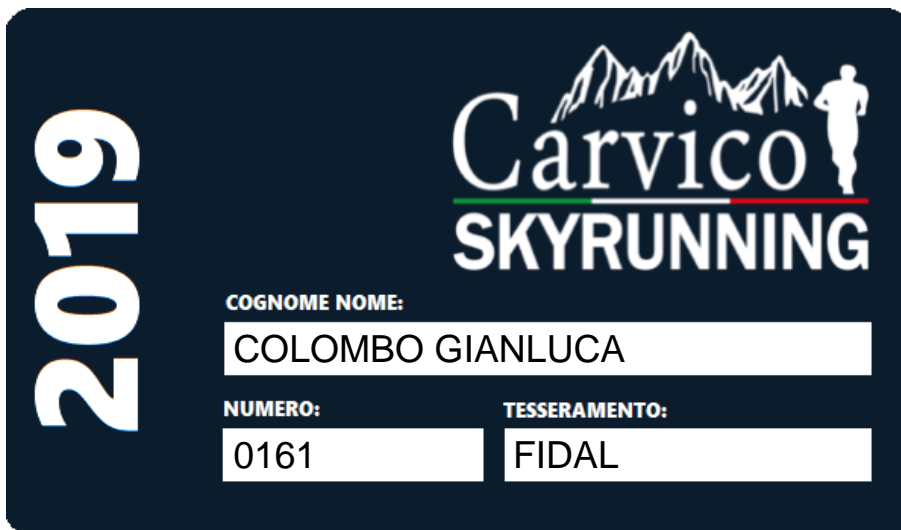 2019
Carvico
SKYRUNNING
COGNOME NOME:
COLOMBO GIANLUCA
NUMERO:
TESSERAMENTO:
0161
FIDAL